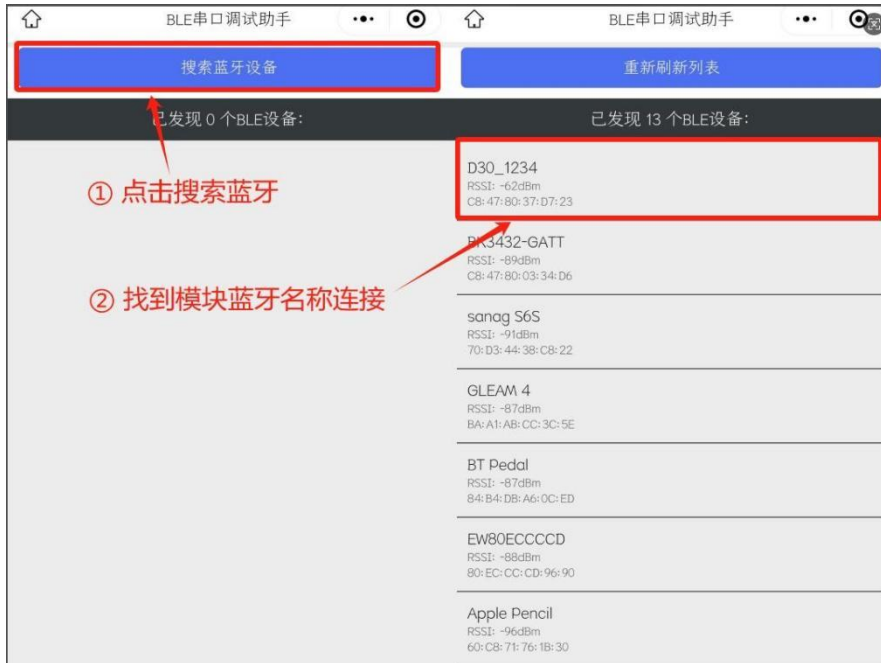 BLE串口调试助手
搜索蓝牙设备
已发现 0 个BLE设备:
① 点击搜索蓝牙
② 找到模块蓝牙名称连接
BLE串口调试助手
重新刷新列表
已发现 13 个BLE设备:
D30_1234
RSSI: -62dBm
C8:47:80:37:D7:23
BK3432-GATT
RSSI: -89dBm
C8:47:80:03:34:D6
sanag S6S
RSSI: -91dBm
70:D3:44:38:C8:22
GLEAM 4
RSSI: -87dBm
BA:A1:AB:CC:3C:5E
BT Pedal
RSSI: -87dBm
84:B4:DB:A6:0C:ED
EW80ECCCCD
RSSI: -88dBm
80:EC:CC:CD:96:90
Apple Pencil
RSSI: -96dBm
60:C8:71:76:1B:30